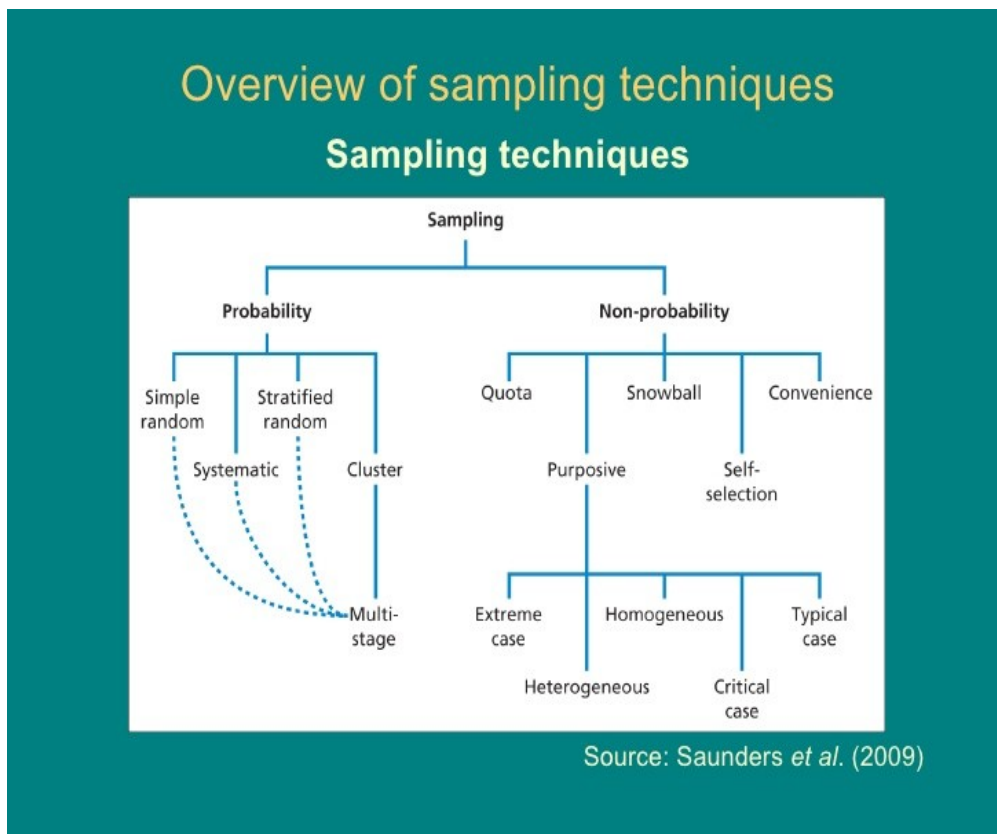 Overview of sampling techniques
Sampling techniques
Sampling
Probability
Non-probability
Simple
random
Stratified
random
Quota
Snowball
Convenience
Systematic
Cluster
Purposive
Self-
selection
Multi-
stage
Extreme
case
Homogeneous
Typical
case
Heterogeneous
Critical
case
Source: Saunders et al. (2009)